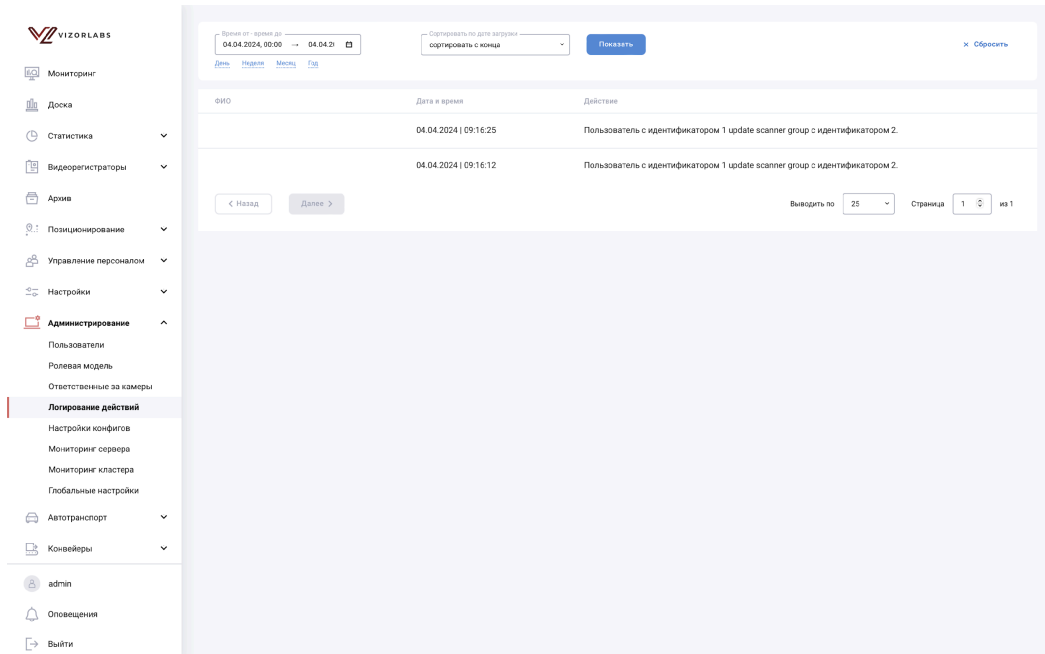 VIZORLABS
Мониторинг
Доска
Статистика
Видеорегистраторы
Архив
Позиционирование
Управление персоналом
Настройки
Администрирование
Пользователи
Ролевая модель
Ответственные за камеры
Логирование действий
Настройки конфигов
Мониторинг сервера
Мониторинг кластера
Глобальные настройки
Автотранспорт
Конвейеры
admin
Оповещения
Выйти
Время от - время до
04.04.2024, 00:00 → 04.04.2
Сортировать по дате загрузки
сортировать с конца
Показать
× Сбросить
День Неделя Месяц Год
ФИО Дата и время Действие
04.04.2024 | 09:16:25 Пользователь с идентификатором 1 update scanner group с идентификатором 2.
04.04.2024 | 09:16:12 Пользователь с идентификатором 1 update scanner group с идентификатором 2.
Назад Далее Выводить по 25 Страница 1 из 1